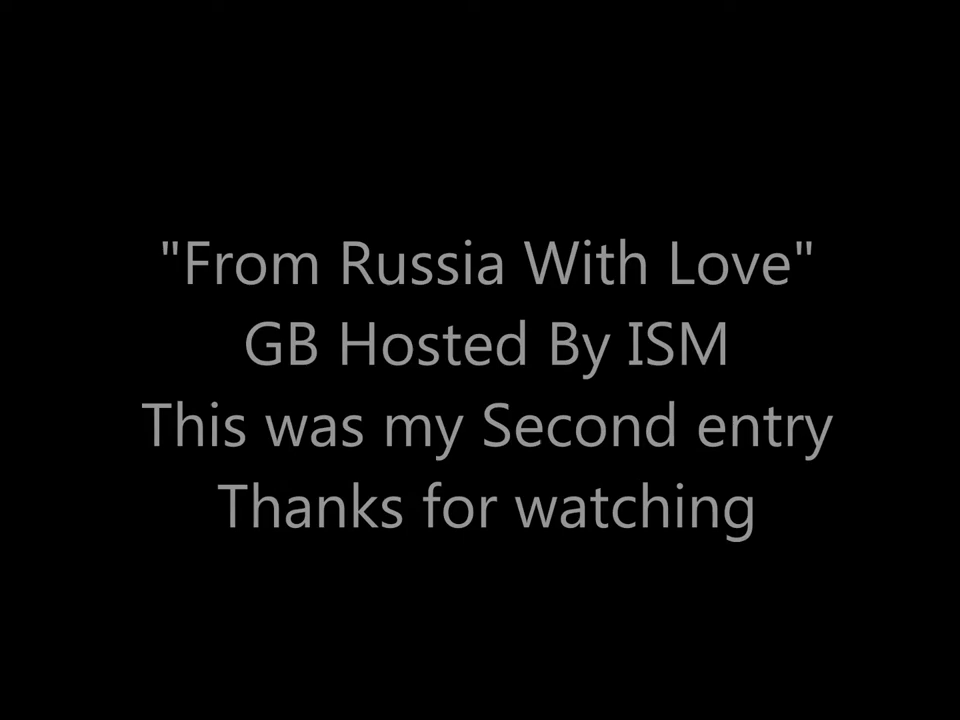 "From Russia With Love"
GB Hosted By ISM
This was my Second entry
Thanks for watching